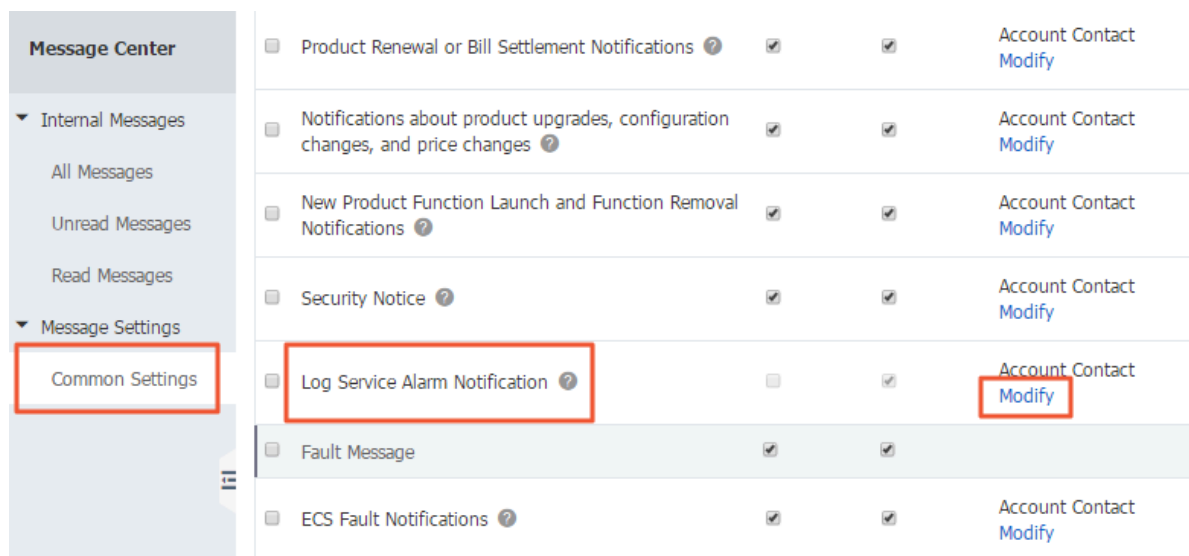 Message Center
Internal Messages
All Messages
Unread Messages
Read Messages
Message Settings
Common Settings
Product Renewal or Bill Settlement Notifications ?
Account Contact
Modify
Notifications about product upgrades, configuration
changes, and price changes ?
Account Contact
Modify
New Product Function Launch and Function Removal
Notifications ?
Account Contact
Modify
Security Notice ?
Account Contact
Modify
Log Service Alarm Notification ?
Account Contact
Modify
Fault Message
ECS Fault Notifications ?
Account Contact
Modify